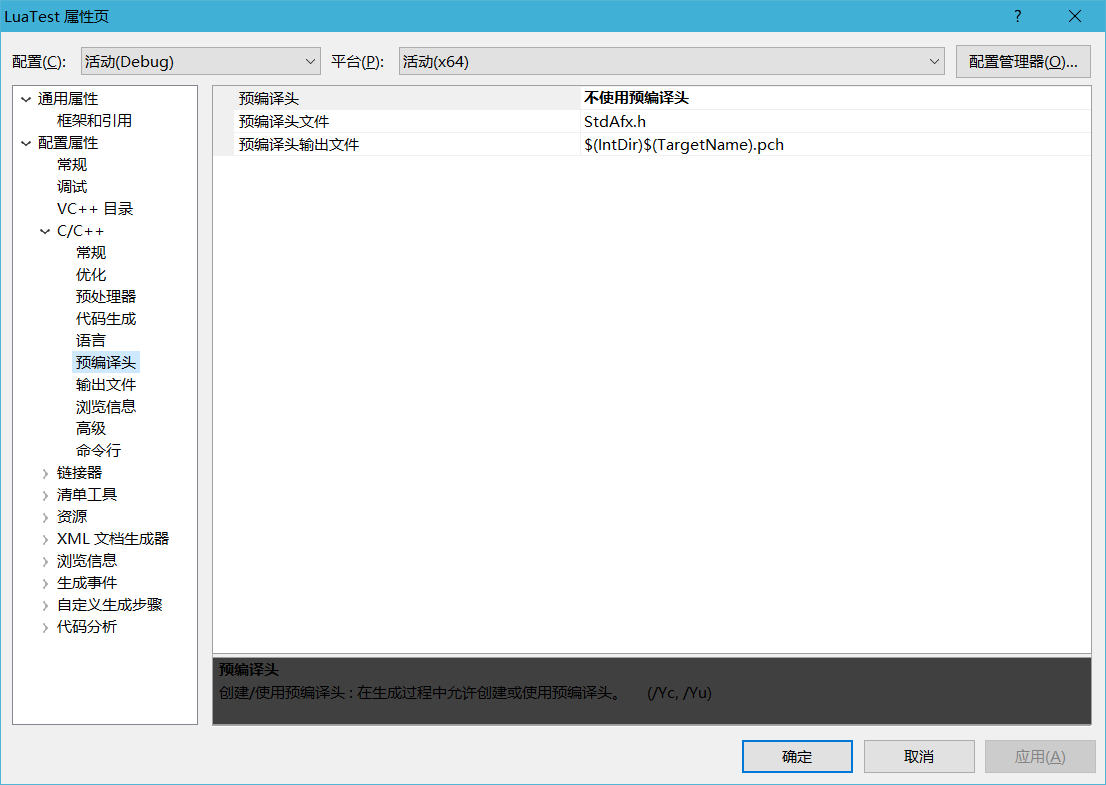 LuaTest 属性页
配置(C): 活动(Debug) 平台(P): 活动(x64) 配置管理器(O)...
通用属性
框架和引用
配置属性
常规
调试
VC++ 目录
C/C++
常规
优化
预处理器
代码生成
语言
预编译头
输出文件
浏览信息
高级
命令行
链接器
清单工具
资源
XML 文档生成器
浏览信息
生成事件
自定义生成步骤
代码分析
预编译头 不使用预编译头
预编译头文件 StdAfx.h
预编译头输出文件 $(IntDir)$(TargetName).pch
预编译头
创建/使用预编译头 : 在生成过程中允许创建或使用预编译头。 (/Yc, /Yu)
确定 取消 应用(A)